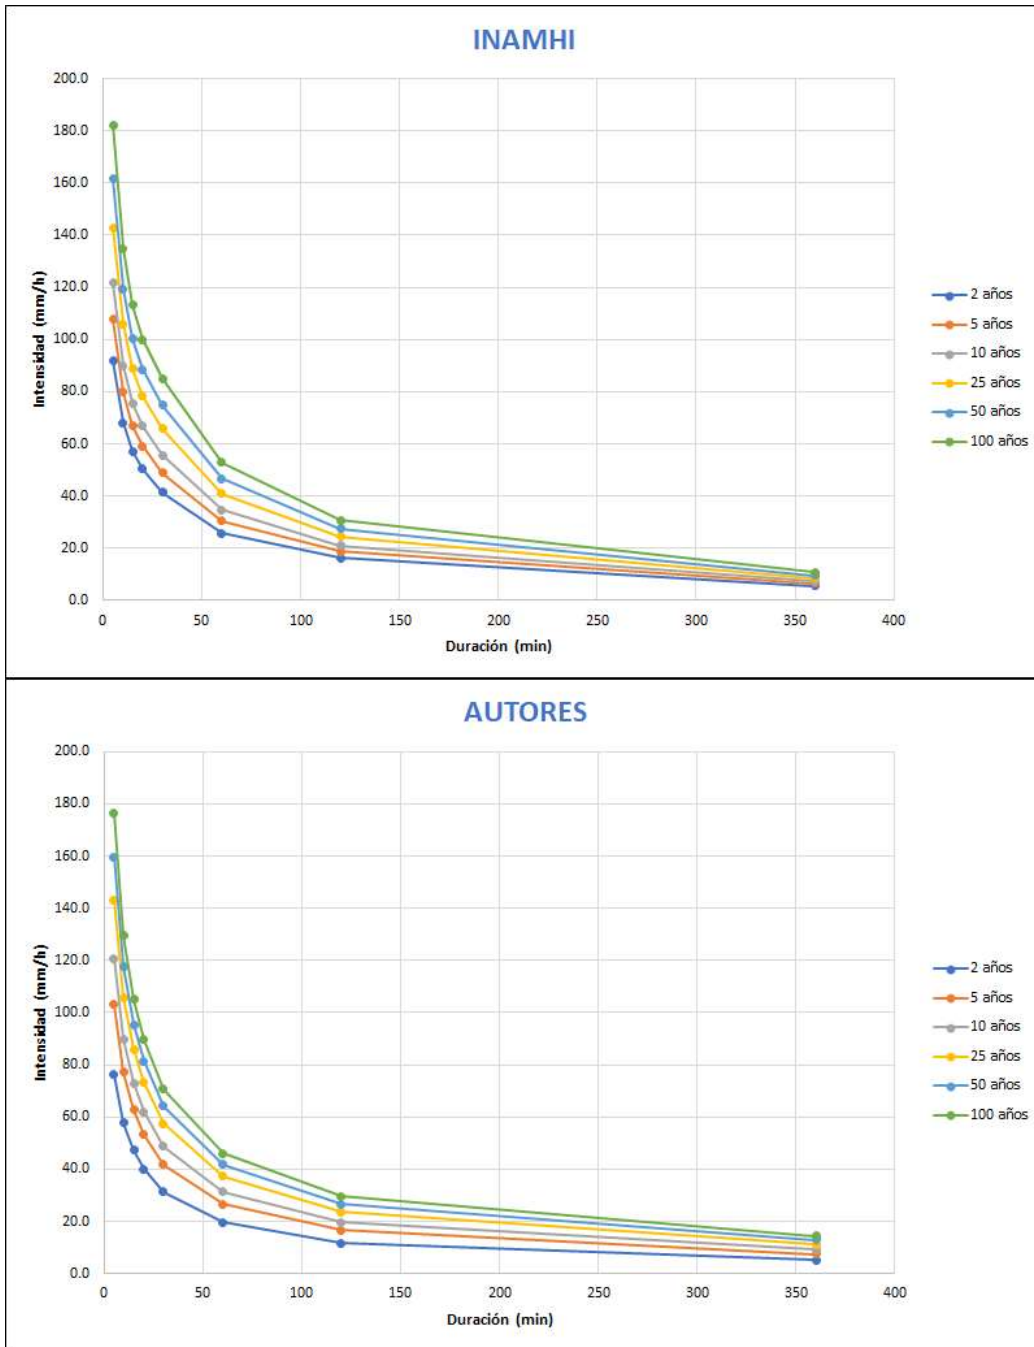 INAMHI
200.0
180.0
160.0
140.0
120.0
100.0
80.0
60.0
40.0
20.0
0.0
Intensidad (mm/h)
0 50 100 150 200 250 300 350 400
Duración (min)
2 años
5 años
10 años
25 años
50 años
100 años
AUTORES
200.0
180.0
160.0
140.0
120.0
100.0
80.0
60.0
40.0
20.0
0.0
Intensidad (mm/h)
0 50 100 150 200 250 300 350 400
Duración (min)
2 años
5 años
10 años
25 años
50 años
100 años